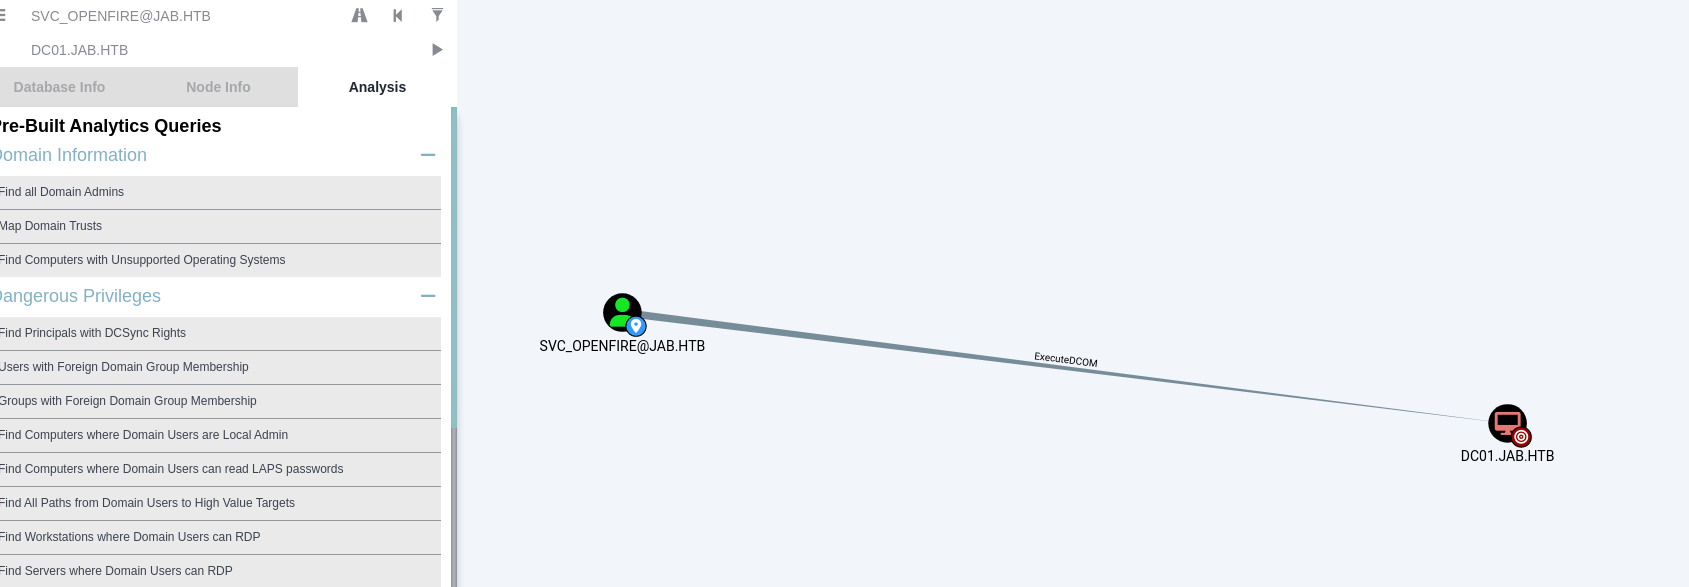 SVC_OPENFIRE@JAB.HTB
DC01.JAB.HTB
Database Info Node Info Analysis
Pre-Built Analytics Queries
Domain Information
Find all Domain Admins
Map Domain Trusts
Find Computers with Unsupported Operating Systems
Dangerous Privileges
Find Principals with DCSync Rights
Users with Foreign Domain Group Membership
Groups with Foreign Domain Group Membership
Find Computers where Domain Users are Local Admin
Find Computers where Domain Users can read LAPS passwords
Find All Paths from Domain Users to High Value Targets
Find Workstations where Domain Users can RDP
Find Servers where Domain Users can RDP
SVC_OPENFIRE@JAB.HTB
ExecuteDCOM
DC01.JAB.HTB